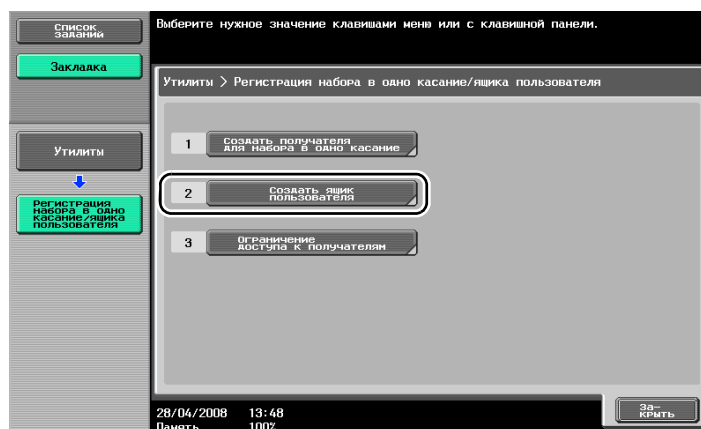 Список
заданий
Выберите нужное значение клавишами меню или с клавишной панели.
Закладка
Утилиты > Регистрация набора в одно касание/ящика пользователя
Утилиты
Регистрация
набора в одно
касание/ящика
пользователя
1 Создать получателя
для набора в одно касание
2 Создать ящик
пользователя
3 Ограничение
доступа к получателям
28/04/2008 13:48
Память 100%
За-
крыть